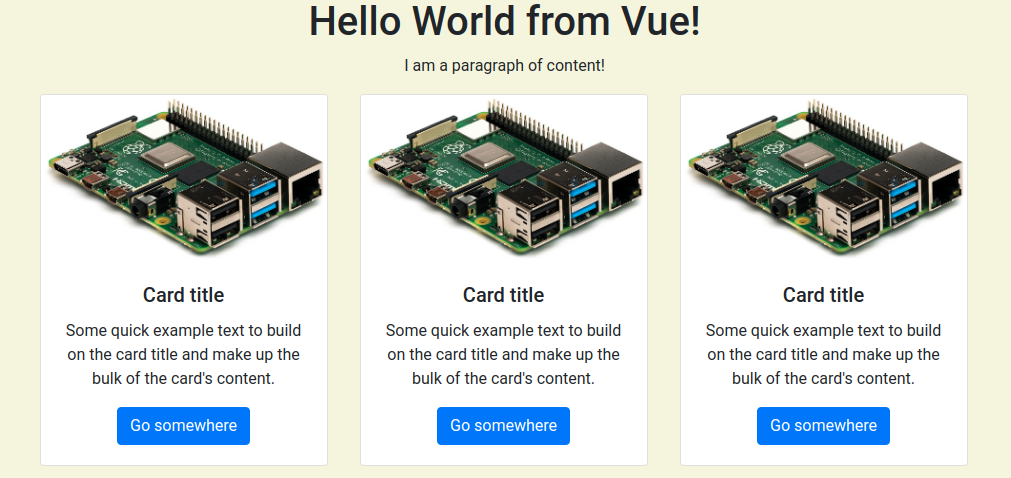 Hello World from Vue!
I am a paragraph of content!
Card title
Some quick example text to build
on the card title and make up the
bulk of the card's content.
Go somewhere
Card title
Some quick example text to build
on the card title and make up the
bulk of the card's content.
Go somewhere
Card title
Some quick example text to build
on the card title and make up the
bulk of the card's content.
Go somewhere